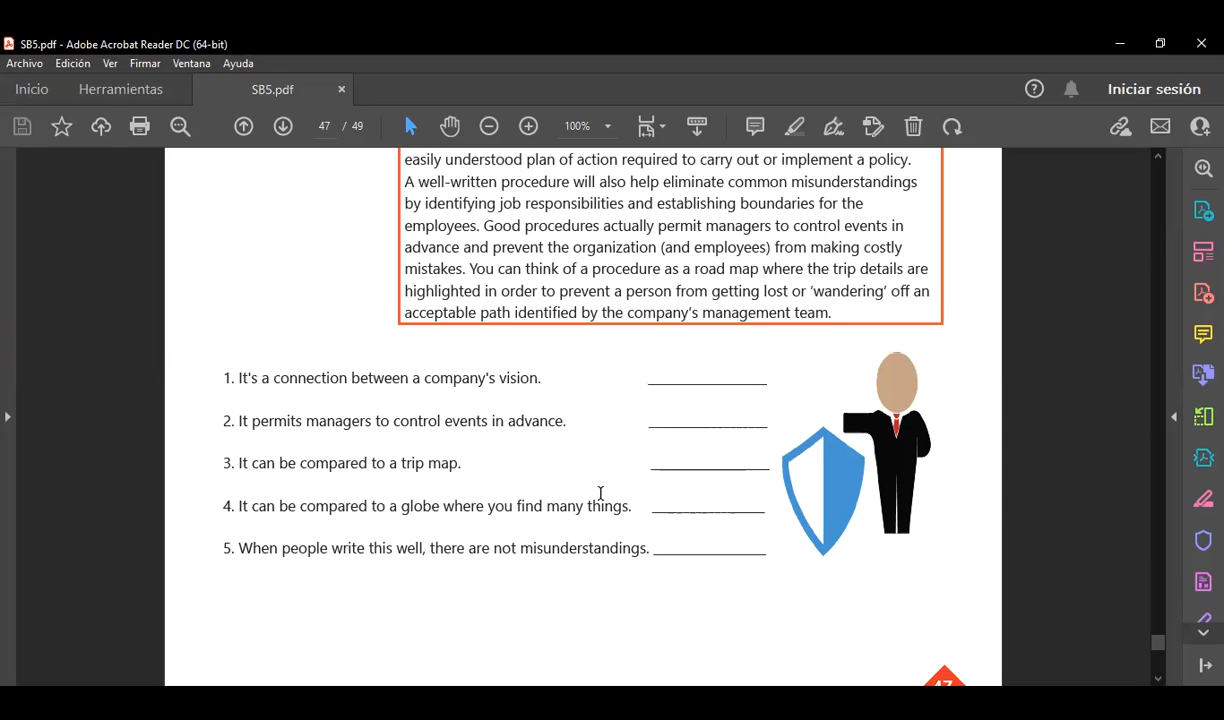 SB5.pdf - Adobe Acrobat Reader DC (64-bit)
Archivo Edición Ver Firmar Ventana Ayuda
Inicio Herramientas SB5.pdf Iniciar sesión
47 / 49 100%
easily understood plan of action required to carry out or implement a policy.
A well-written procedure will also help eliminate common misunderstandings
by identifying job responsibilities and establishing boundaries for the
employees. Good procedures actually permit managers to control events in
advance and prevent the organization (and employees) from making costly
mistakes. You can think of a procedure as a road map where the trip details are
highlighted in order to prevent a person from getting lost or ‘wandering’ off an
acceptable path identified by the company’s management team.
1. It's a connection between a company's vision.
2. It permits managers to control events in advance.
3. It can be compared to a trip map.
4. It can be compared to a globe where you find many things.
5. When people write this well, there are not misunderstandings.
47